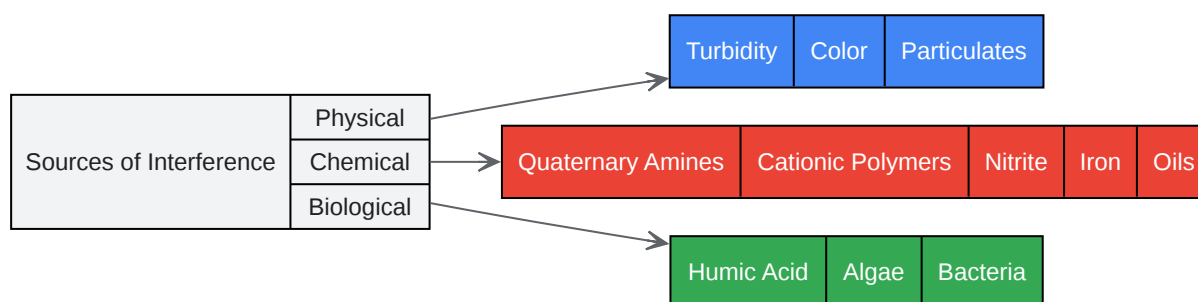 Sources of Interference
Physical
Chemical
Biological
Turbidity
Color
Particulates
Quaternary Amines
Cationic Polymers
Nitrite
Iron
Oils
Humic Acid
Algae
Bacteria